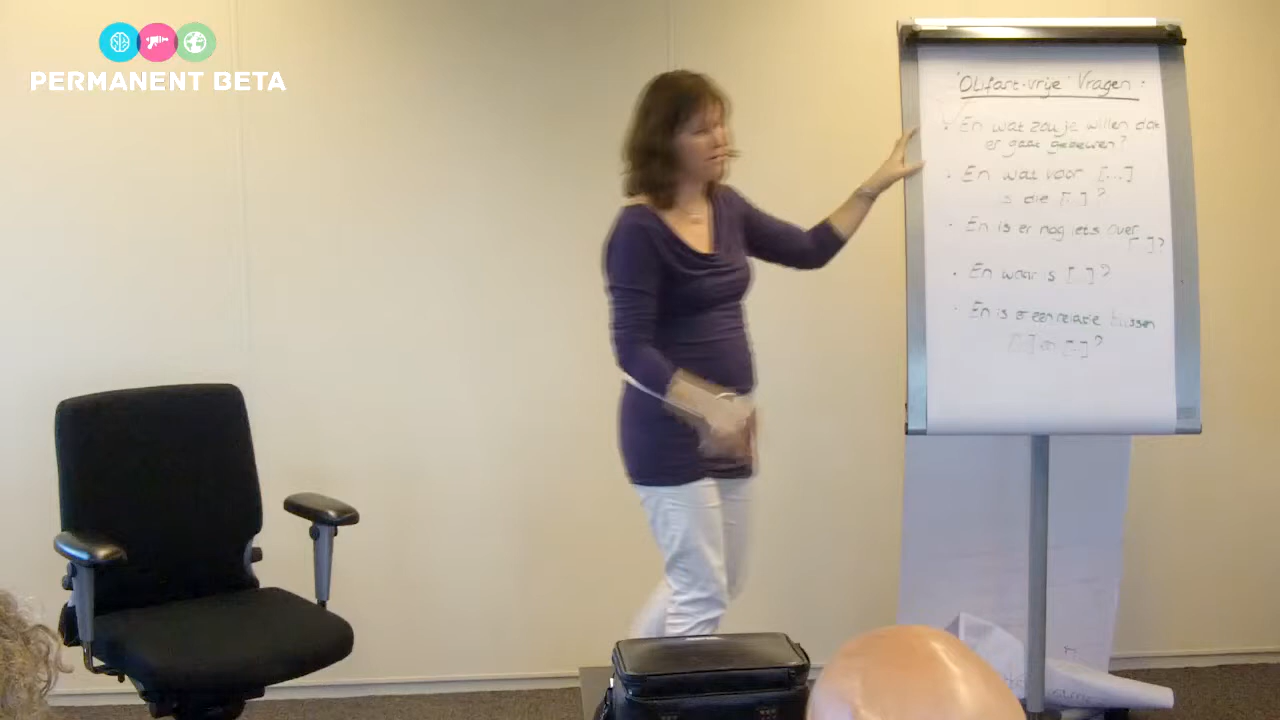 PERMANENT BETA
"Olifant-vrije" Vragen.
• En wat zou je willen dat
er gaat gebeuren?
• En wat voor [...]
is die [...]?
• En is er nog iets over
[...]?
• En waar is [...]?
• En is er een relatie tussen
[...] en [...]?